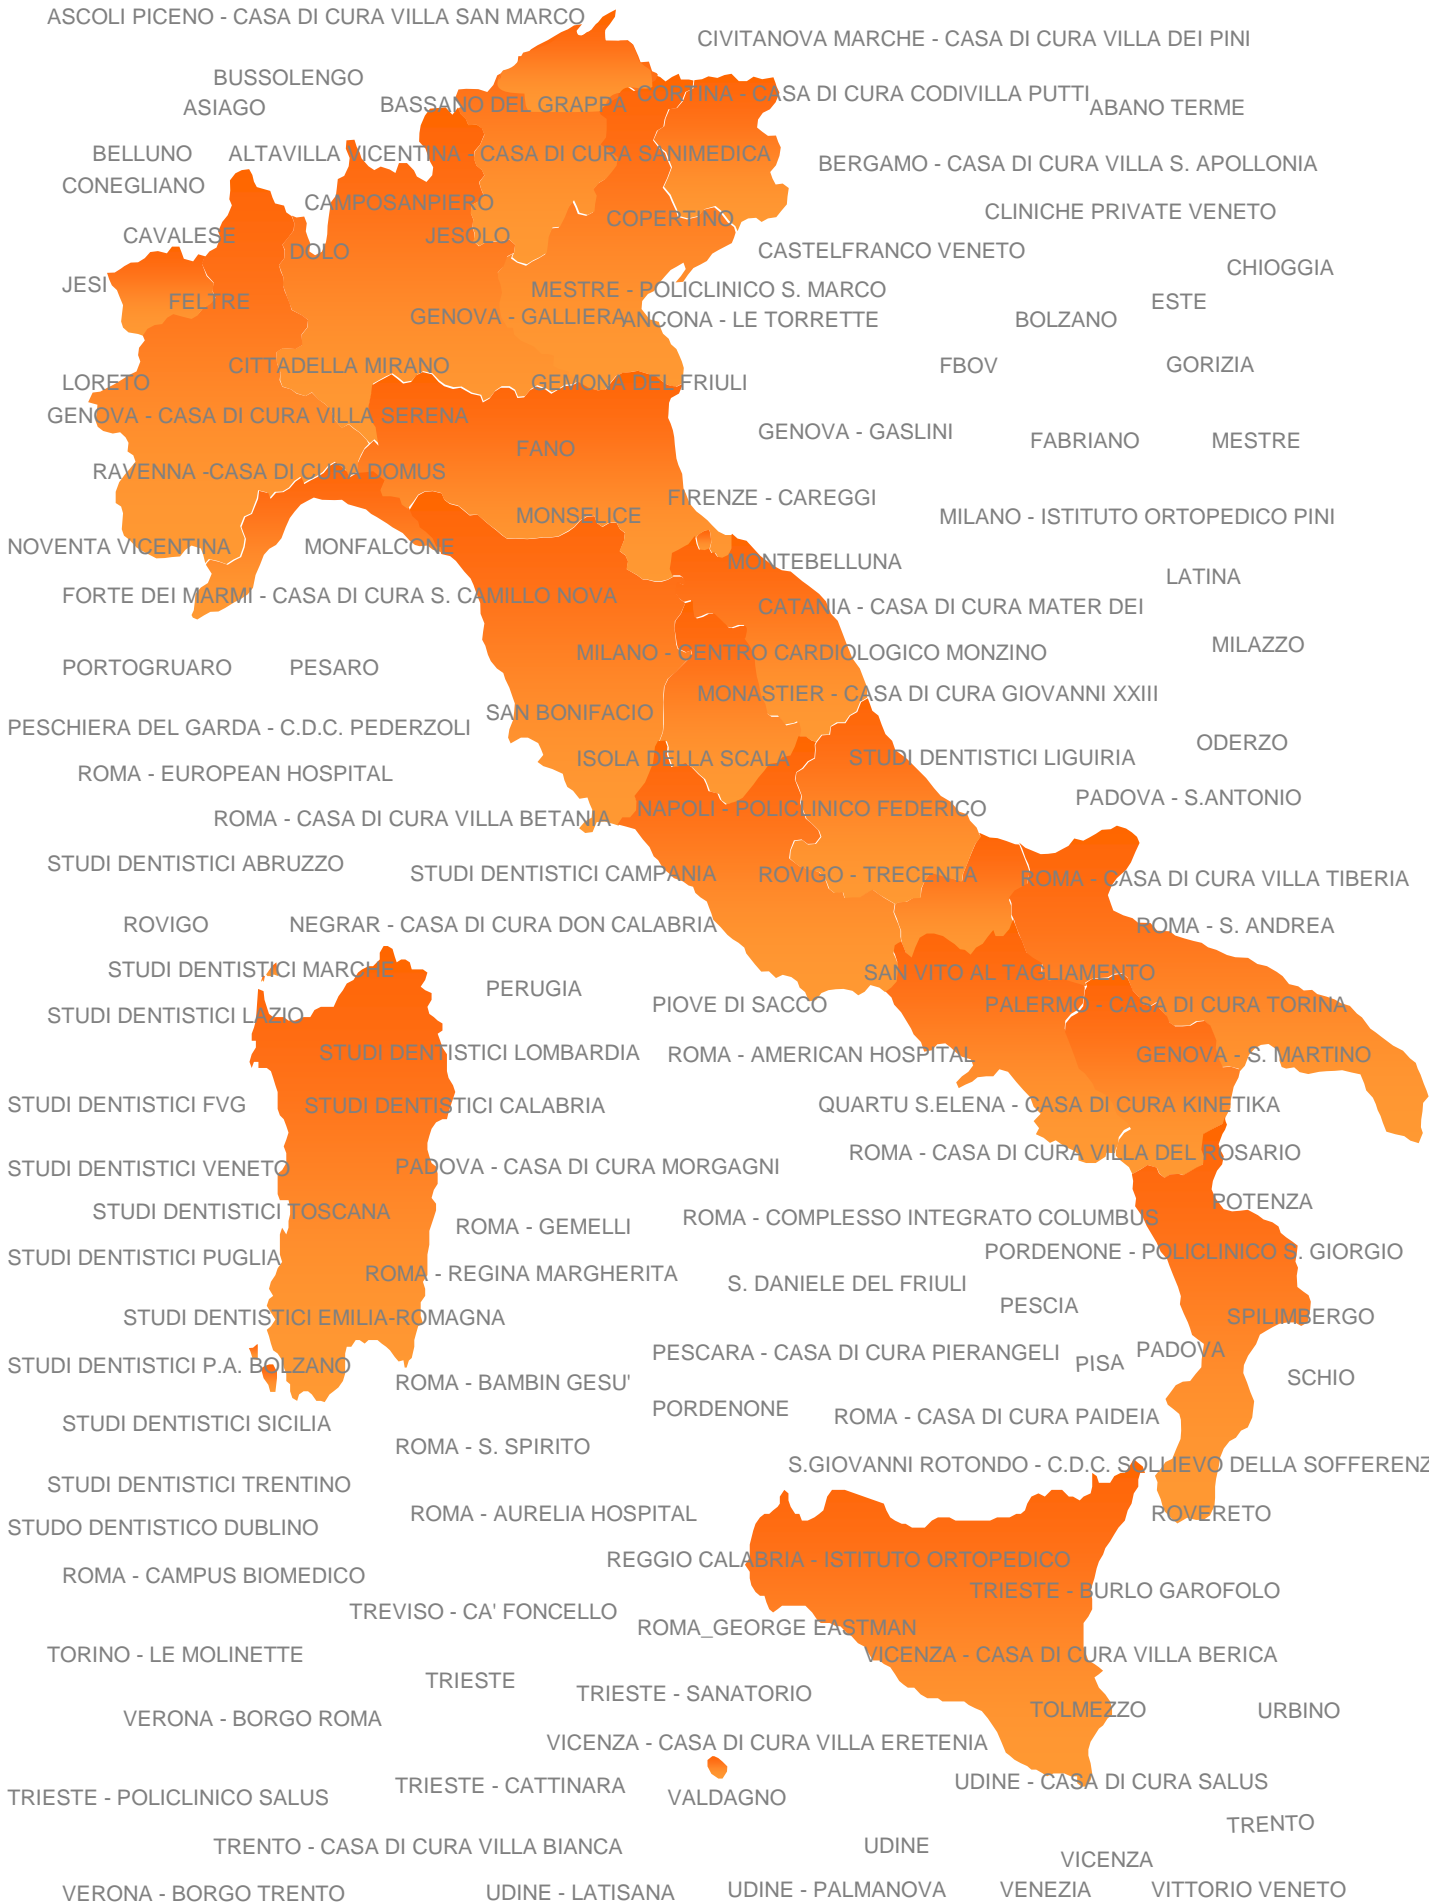 ASCOLI PICENO - CASA DI CURA VILLA SAN MARCO
CIVITANOVA MARCHE - CASA DI CURA VILLA DEI PINI
BUSSOLENGO
CORTINA - CASA DI CURA CODIVILLA PUTTI
ASIAGO
BASSANO DEL GRAPPA
ABANO TERME
BELLUNO
ALTAVILLA VICENTINA - CASA DI CURA SANIMEDICA
BERGAMO - CASA DI CURA VILLA S. APOLLONIA
CONEGLIANO
CAMPOSANPIERO
COPERTINO
CLINICHE PRIVATE VENETO
CAVALESE
JESOLO
DOLO
CASTELFRANCO VENETO
CHIOGGIA
JESI
FELTRE
MESTRE - POLICLINICO S. MARCO
ESTE
GENOVA - GALLIERA
ANCONA - LE TORRETTE
BOLZANO
CITTADELLA MIRANO
FBOV
GORIZIA
LORETO
GEMONA DEL FRIULI
GENOVA - CASA DI CURA VILLA SERENA
GENOVA - GASLINI
FABRIANO
MESTRE
FANO
RAVENNA -CASA DI CURA DOMUS
FIRENZE - CAREGGI
MONSELICE
MILANO - ISTITUTO ORTOPEDICO PINI
NOVENTA VICENTINA
MONFALCONE
MONTEBELLUNA
LATINA
FORTE DEI MARMI - CASA DI CURA S. CAMILLO NOVA
CATANIA - CASA DI CURA MATER DEI
MILANO - CENTRO CARDIOLOGICO MONZINO
MILAZZO
PORTOGRUARO
PESARO
MONASTIER - CASA DI CURA GIOVANNI XXIII
SAN BONIFACIO
PESCHIERA DEL GARDA - C.D.C. PEDERZOLI
ODERZO
ISOLA DELLA SCALA
STUDI DENTISTICI LIGUIRIA
ROMA - EUROPEAN HOSPITAL
PADOVA - S.ANTONIO
ROMA - CASA DI CURA VILLA BETANIA
NAPOLI - POLICLINICO FEDERICO
STUDI DENTISTICI ABRUZZO
STUDI DENTISTICI CAMPANIA
ROVIGO - TRECENTA
ROMA - CASA DI CURA VILLA TIBERIA
ROVIGO
NEGRAR - CASA DI CURA DON CALABRIA
ROMA - S. ANDREA
STUDI DENTISTICI MARCHE
SAN VITO AL TAGLIAMENTO
PERUGIA
PIOVE DI SACCO
PALERMO - CASA DI CURA TORINA
STUDI DENTISTICI LAZIO
STUDI DENTISTICI LOMBARDIA
ROMA - AMERICAN HOSPITAL
GENOVA - S. MARTINO
STUDI DENTISTICI FVG
STUDI DENTISTICI CALABRIA
QUARTU S.ELENA - CASA DI CURA KINETIKA
STUDI DENTISTICI VENETO
PADOVA - CASA DI CURA MORGAGNI
ROMA - CASA DI CURA VILLA DEL ROSARIO
STUDI DENTISTICI TOSCANA
ROMA - GEMELLI
ROMA - COMPLESSO INTEGRATO COLUMBUS
POTENZA
STUDI DENTISTICI PUGLIA
ROMA - REGINA MARGHERITA
PORDENONE - POLICLINICO S. GIORGIO
S. DANIELE DEL FRIULI
STUDI DENTISTICI EMILIA-ROMAGNA
PESCIA
SPILIMBERGO
STUDI DENTISTICI P.A. BOLZANO
PESCARA - CASA DI CURA PIERANGELI
PISA
PADOVA
ROMA - BAMBIN GESU'
SCHIO
STUDI DENTISTICI SICILIA
PORDENONE
ROMA - CASA DI CURA PAIDEIA
ROMA - S. SPIRITO
S.GIOVANNI ROTONDO - C.D.C. SOLLIEVO DELLA SOFFERENZ
STUDI DENTISTICI TRENTINO
ROMA - AURELIA HOSPITAL
ROVERETO
STUDO DENTISTICO DUBLINO
REGGIO CALABRIA - ISTITUTO ORTOPEDICO
ROMA - CAMPUS BIOMEDICO
TRIESTE - BURLO GAROFOLO
TREVISO - CA' FONCELLO
ROMA_GEORGE EASTMAN
TORINO - LE MOLINETTE
VICENZA - CASA DI CURA VILLA BERICA
TRIESTE
TRIESTE - SANATORIO
VERONA - BORGO ROMA
TOLMEZZO
URBINO
VICENZA - CASA DI CURA VILLA ERETENIA
TRIESTE - POLICLINICO SALUS
TRIESTE - CATTINARA
VALDAGNO
UDINE - CASA DI CURA SALUS
TRENTO
TRENTO - CASA DI CURA VILLA BIANCA
UDINE
VICENZA
VERONA - BORGO TRENTO
UDINE - LATISANA
UDINE - PALMANOVA
VENEZIA
VITTORIO VENETO